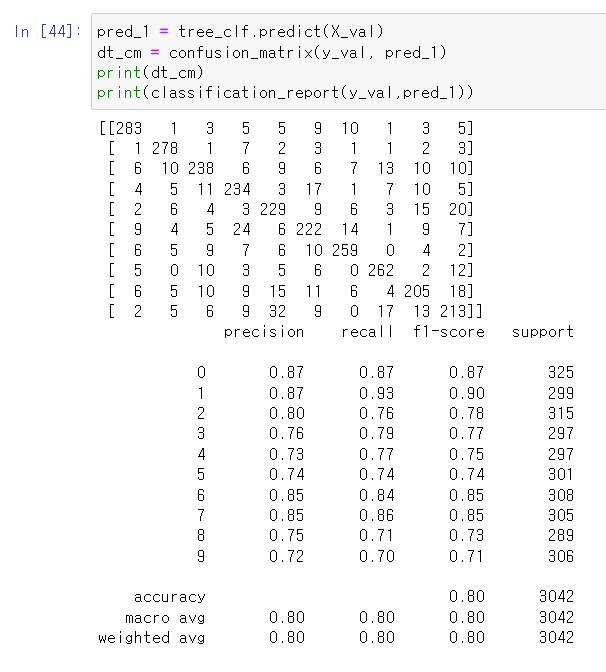 In [44]: pred_1 = tree_clf.predict(X_val)
dt_cm = confusion_matrix(y_val, pred_1)
print(dt_cm)
print(classification_report(y_val,pred_1))
[[283 1 3 5 5 9 10 1 3 5]
[ 1 278 1 7 2 3 1 1 2 3]
[ 6 10 238 6 9 6 7 13 10 10]
[ 4 5 11 234 3 17 1 7 10 5]
[ 2 6 4 3 229 9 6 3 15 20]
[ 9 4 5 24 6 222 14 1 9 7]
[ 6 5 9 7 6 10 259 0 4 2]
[ 5 0 10 3 5 6 0 262 2 12]
[ 6 5 10 9 15 11 6 4 205 18]
[ 2 5 6 9 32 9 0 17 13 213]]
precision recall f1-score support
0 0.87 0.87 0.87 325
1 0.87 0.93 0.90 299
2 0.80 0.76 0.78 315
3 0.76 0.79 0.77 297
4 0.73 0.77 0.75 297
5 0.74 0.74 0.74 301
6 0.85 0.84 0.85 308
7 0.85 0.86 0.85 305
8 0.75 0.71 0.73 289
9 0.72 0.70 0.71 306
accuracy 0.80 3042
macro avg 0.80 0.80 0.80 3042
weighted avg 0.80 0.80 0.80 3042